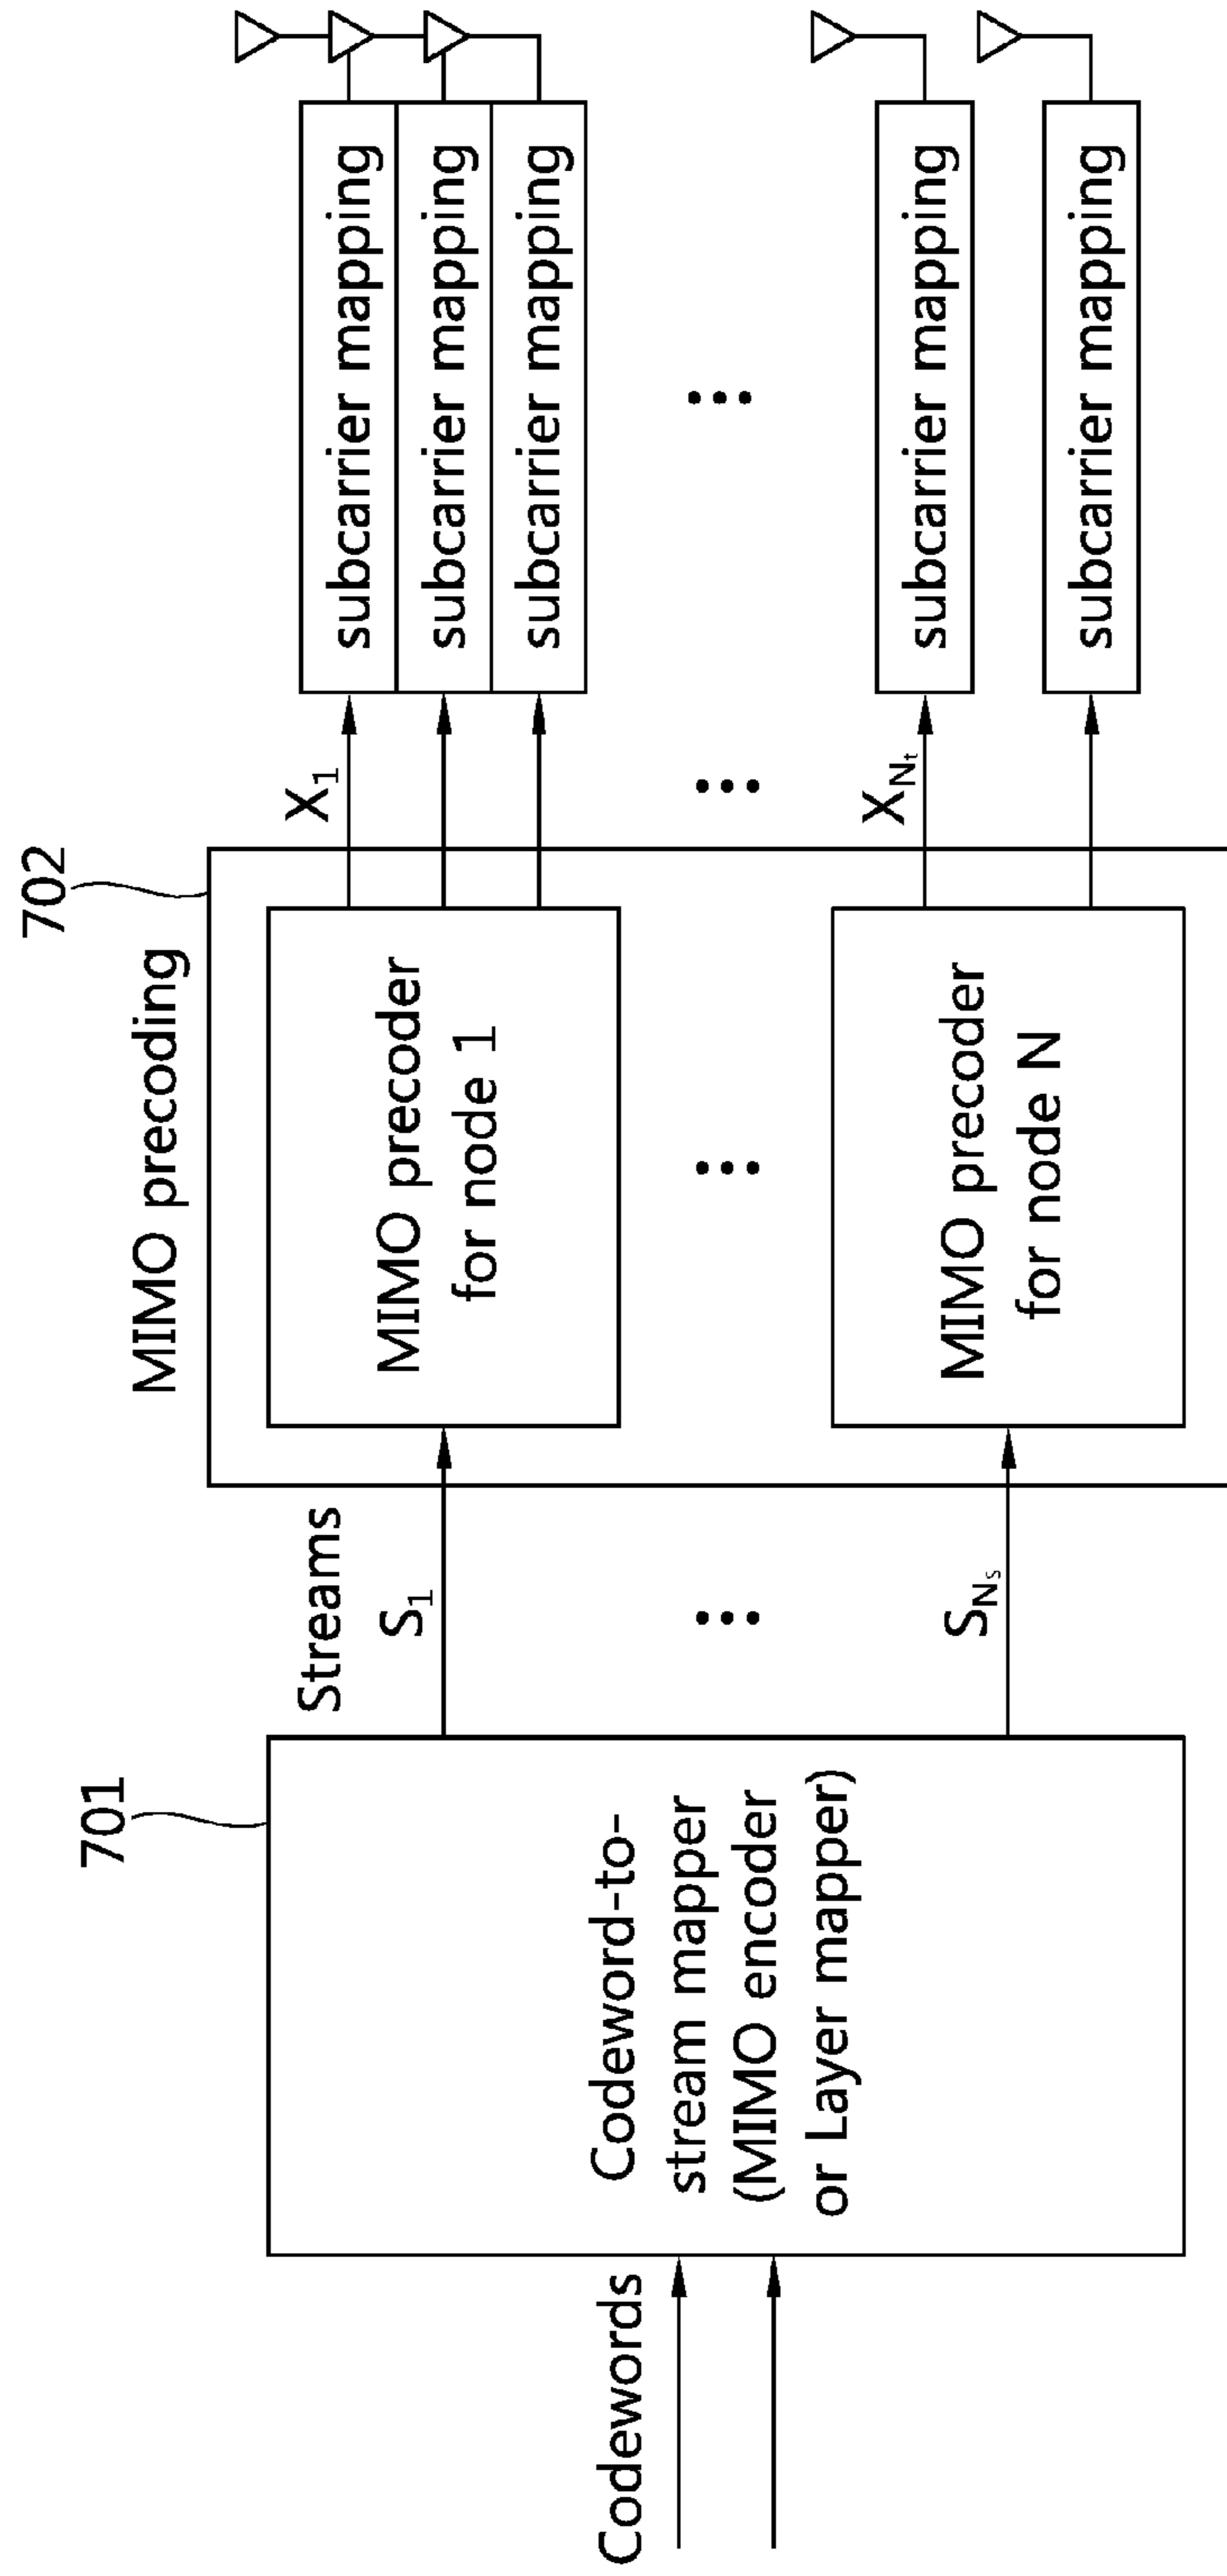 702
MIMO precoding
701
Streams
Codewords
Codeword-to-
stream mapper
(MIMO encoder
or Layer mapper)
S1
...
SNs
MIMO precoder
for node 1
...
MIMO precoder
for node N
X1
...
XNt
subcarrier mapping
subcarrier mapping
subcarrier mapping
...
subcarrier mapping
subcarrier mapping